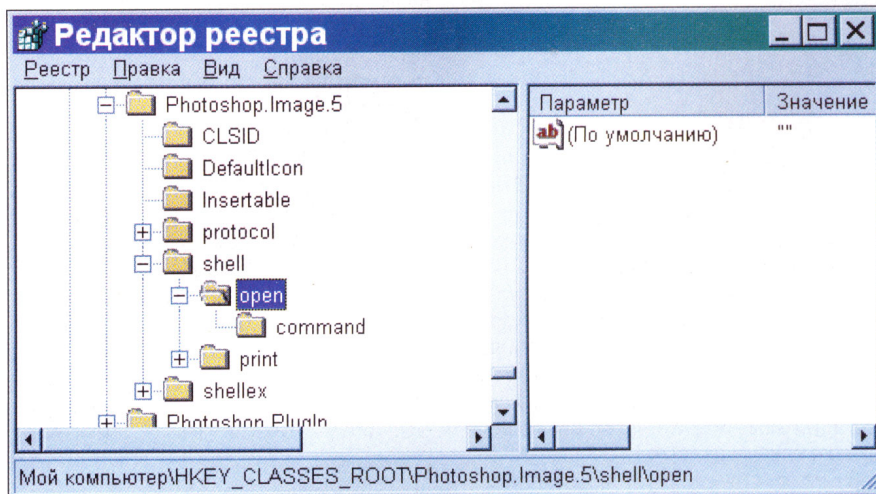 Редактор реестра
Реестр Правка Вид Справка
Photoshop.Image.5
CLSID
DefaultIcon
Insertable
protocol
shell
open
command
print
shellex
Photoshop.PlugIn
Параметр Значение
ab (По умолчанию) ""
Мой компьютер\HKEY_CLASSES_ROOT\Photoshop.Image.5\shell\open